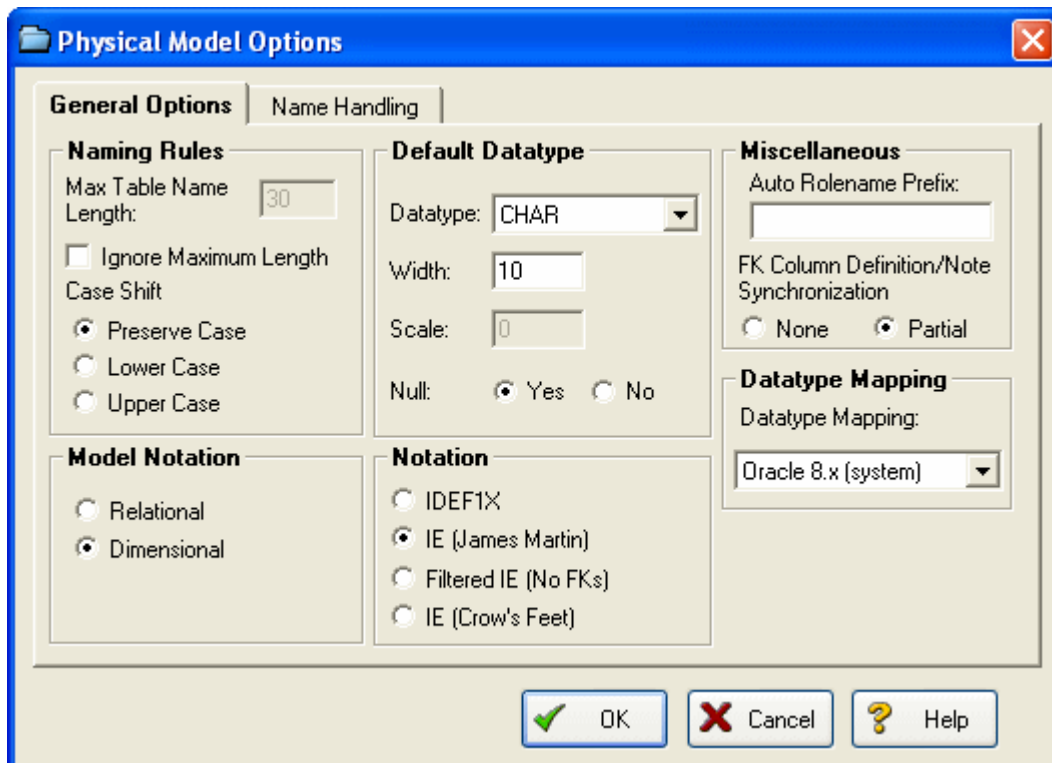 Physical Model Options
General Options
Name Handling
Naming Rules
Max Table Name
Length:
30
Ignore Maximum Length
Case Shift
Preserve Case
Lower Case
Upper Case
Default Datatype
Datatype: CHAR
Width: 10
Scale: 0
Null: Yes No
Miscellaneous
Auto Rolename Prefix:
FK Column Definition/Note
Synchronization
None Partial
Datatype Mapping
Datatype Mapping:
Oracle 8.x (system)
Model Notation
Relational
Dimensional
Notation
IDEF1X
IE (James Martin)
Filtered IE (No FKs)
IE (Crow's Feet)
OK
Cancel
Help